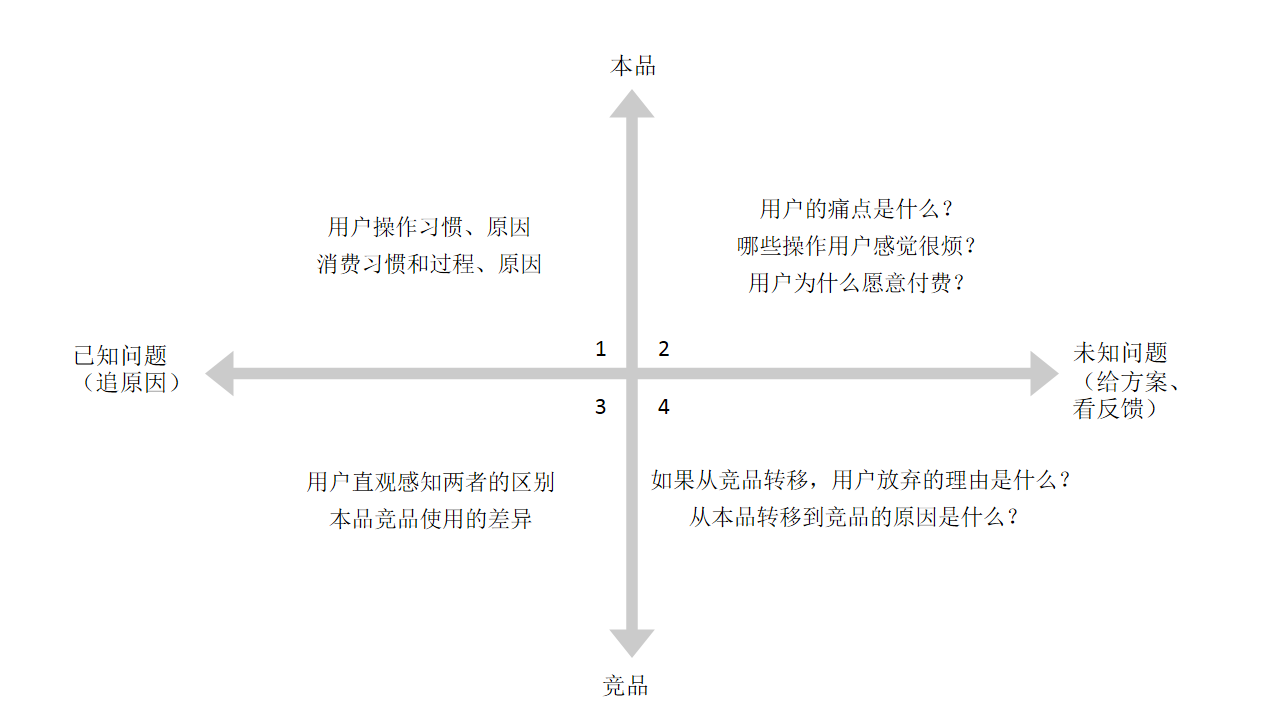 本品
用户的痛点是什么？
用户操作习惯、原因
哪些操作用户感觉很烦？
消费习惯和过程、原因
用户为什么愿意付费？
1
2
已知问题
（追原因）
未知问题
（给方案、
看反馈）
3
4
用户直观感知两者的区别
本品竞品使用的差异
如果从竞品转移，用户放弃的理由是什么？
从本品转移到竞品的原因是什么？
竞品